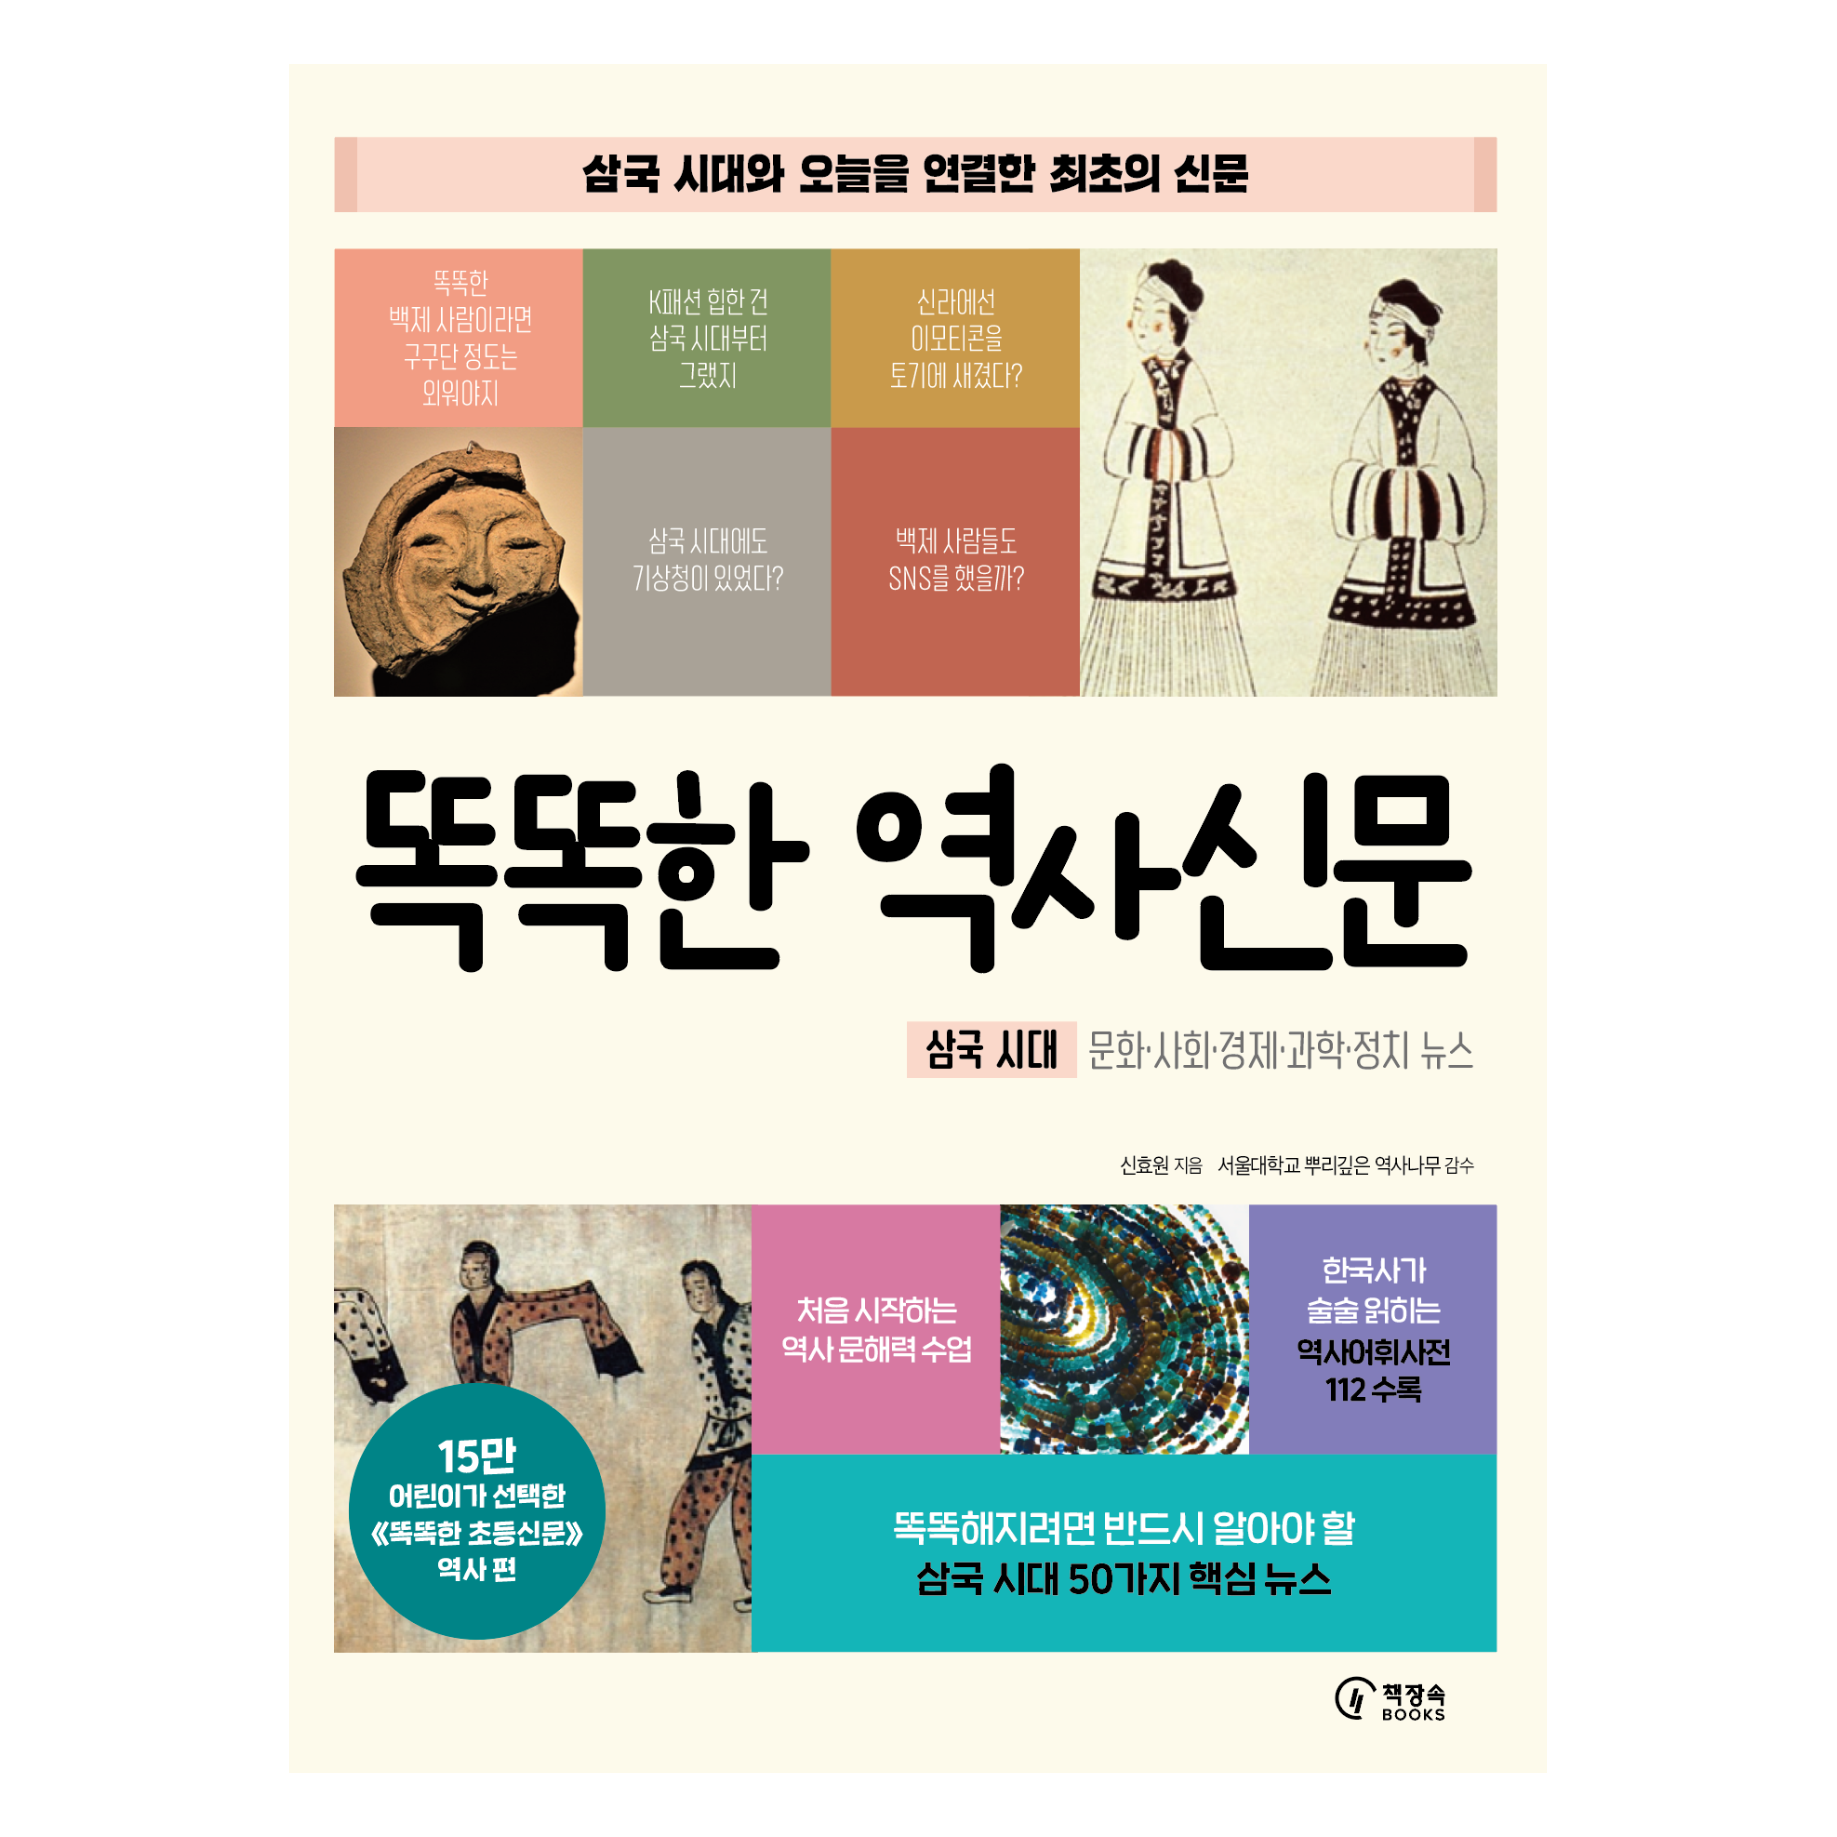 삼국 시대와 오늘을 연결한 최초의 신문
똑똑한
백제 사람이라면
구구단 정도는
외워야지
K패션 힙한 건
삼국 시대부터
그랬지
신라에선
이모티콘을
토기에 새겼다?
삼국 시대에도
기상청이 있었다?
백제 사람들도
SNS를 했을까?
똑똑한 역사신문
삼국 시대 문화·사회·경제·과학·정치 뉴스
신효원 지음 서울대학교 뿌리깊은 역사나무 감수
처음 시작하는
역사 문해력 수업
한국사가
술술 읽히는
역사어휘사전
112 수록
15만
어린이가 선택한
《똑똑한 초등신문》
역사 편
똑똑해지려면 반드시 알아야 할
삼국 시대 50가지 핵심 뉴스
책장속
BOOKS